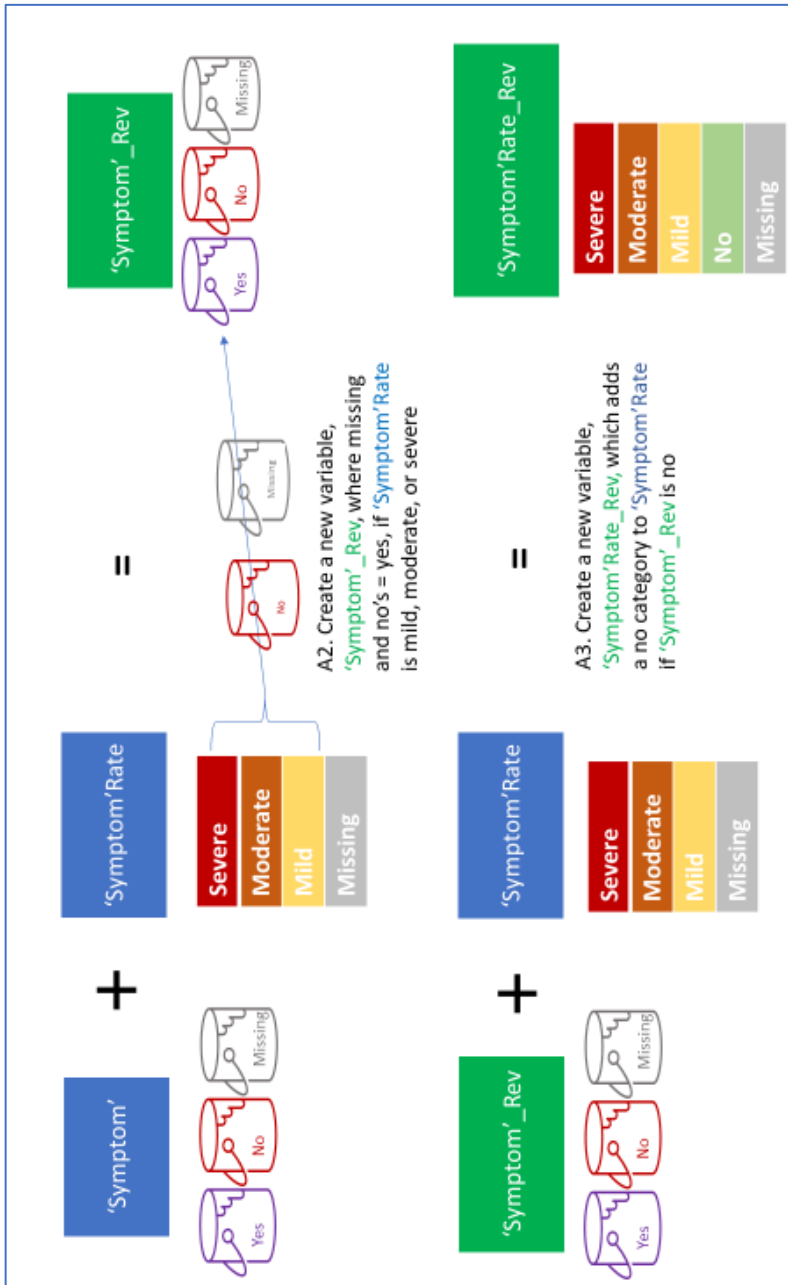 'Symptom'
+
'Symptom'Rate
=
'Symptom'_Rev
Yes
No
Missing
Severe
Moderate
Mild
Missing
No
Missing
Yes
No
Missing
A2. Create a new variable,
'Symptom'_Rev, where missing
and no's = yes, if 'Symptom'Rate
is mild, moderate, or severe
'Symptom'_Rev
+
'Symptom'Rate
=
'Symptom'Rate_Rev
Yes
No
Missing
Severe
Moderate
Mild
Missing
A3. Create a new variable,
'Symptom'Rate_Rev, which adds
a no category to 'Symptom'Rate
if 'Symptom'_Rev is no
Severe
Moderate
Mild
No
Missing